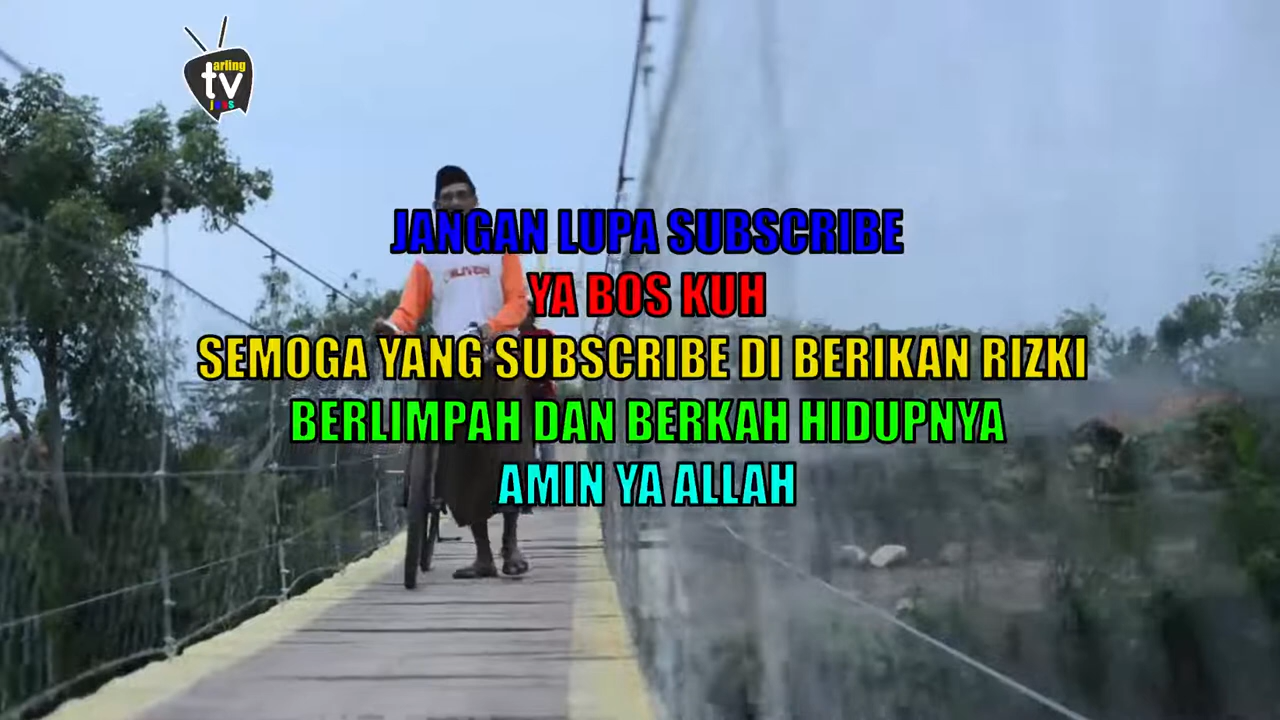 tarling
tv
joss
JANGAN LUPA SUBSCRIBE
YA BOS KUH
SEMOGA YANG SUBSCRIBE DI BERIKAN RIZKI
BERLIMPAH DAN BERKAH HIDUPNYA
AMIN YA ALLAH